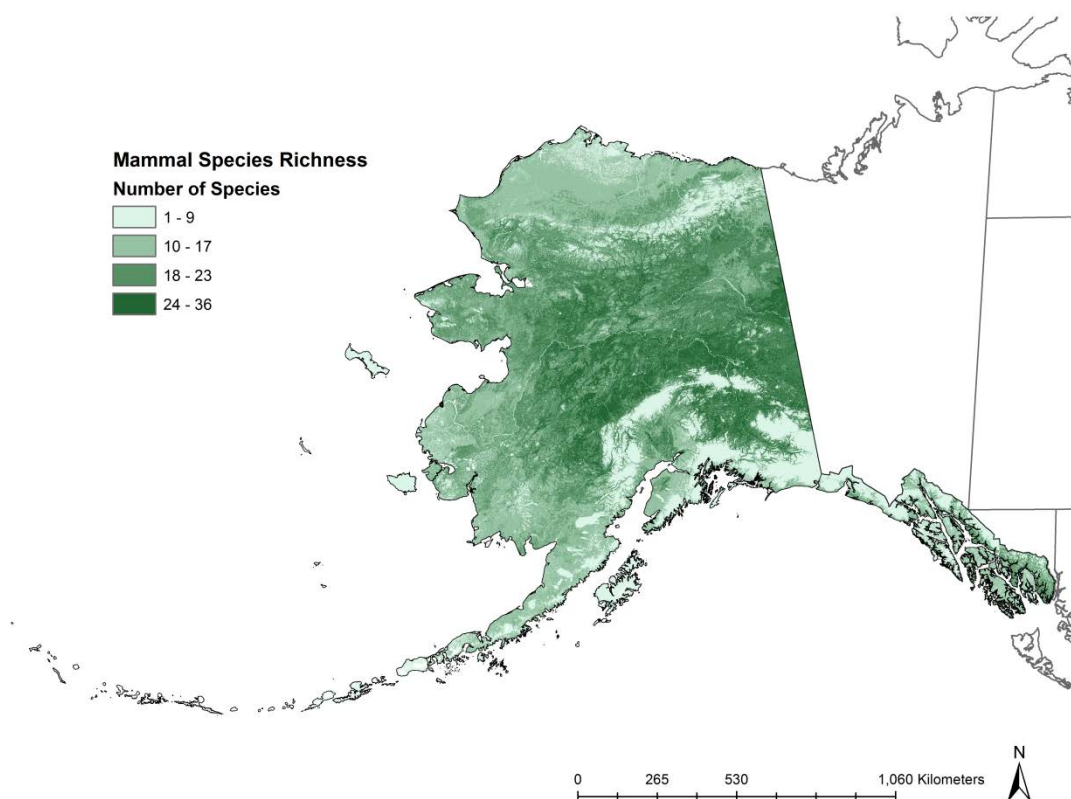 Mammal Species Richness
Number of Species
1 - 9
10 - 17
18 - 23
24 - 36
N
0 265 530 1,060 Kilometers